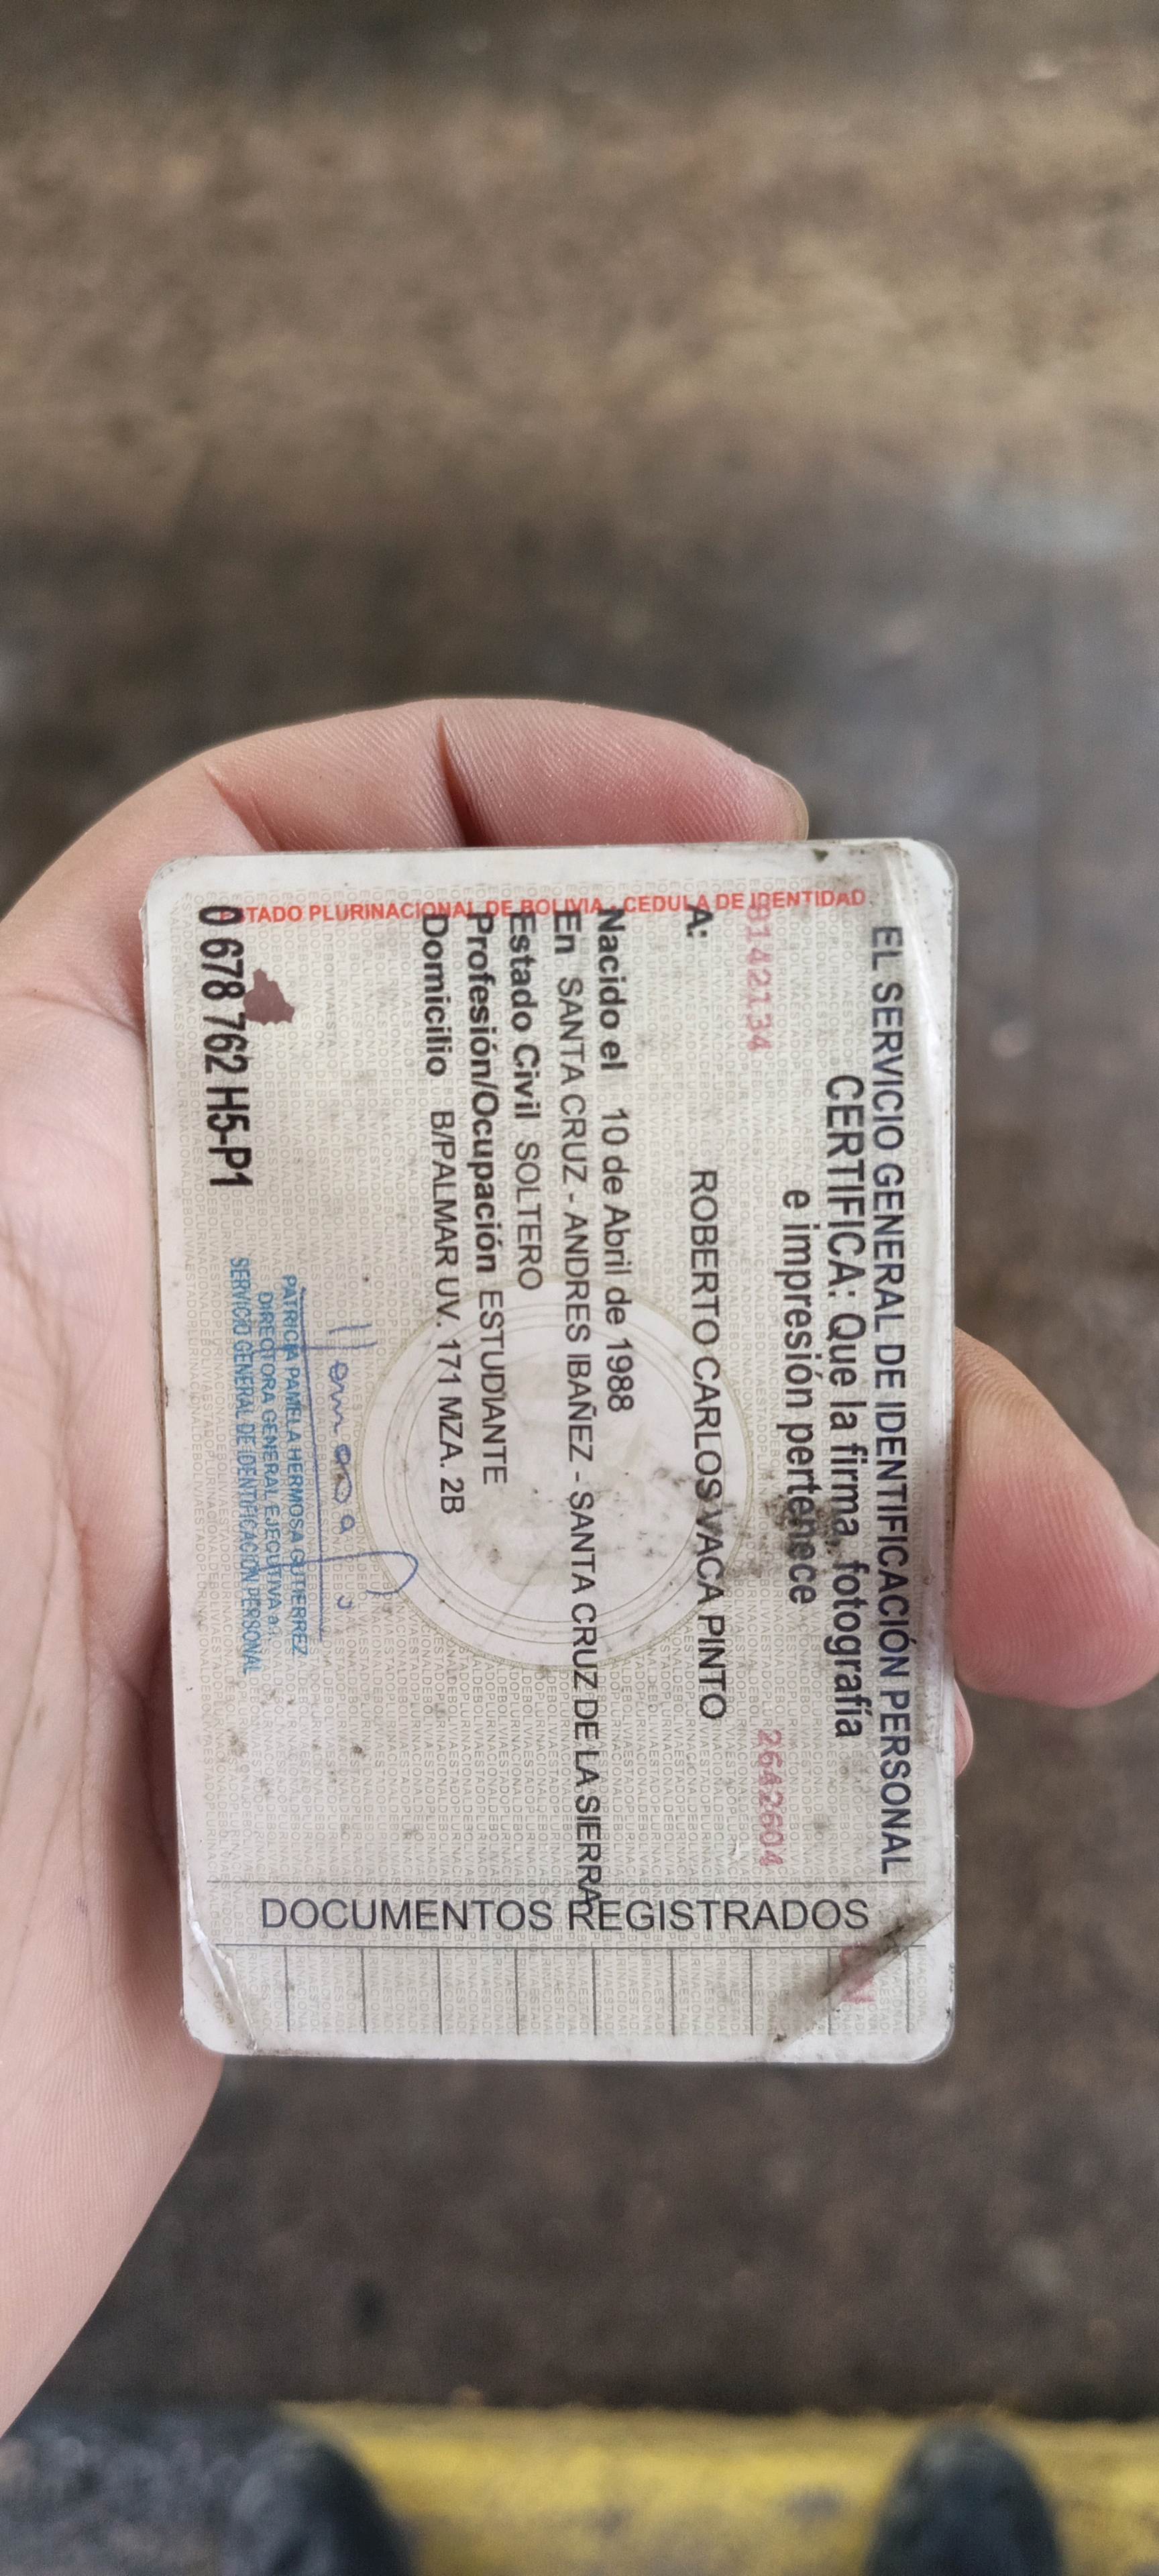 ESTADO PLURINACIONAL DE BOLIVIA - CEDULA DE IDENTIDAD
EL SERVICIO GENERAL DE IDENTIFICACIÓN PERSONAL
CERTIFICA: Que la firma, fotografía
e impresión pertenece
9142134 2642604
A: ROBERTO CARLOS VACA PINTO
Nacido el 10 de Abril de 1988
En SANTA CRUZ - ANDRES IBAÑEZ - SANTA CRUZ DE LA SIERRA
Estado Civil SOLTERO
Profesión/Ocupación ESTUDIANTE
Domicilio B/PALMAR UV. 171 MZA. 2B
PATRICIA PAMELA HERMOSA GUTIERREZ
DIRECTORA GENERAL EJECUTIVA a.i.
SERVICIO GENERAL DE IDENTIFICACIÓN PERSONAL
0 678 762 H5-P1
DOCUMENTOS REGISTRADOS